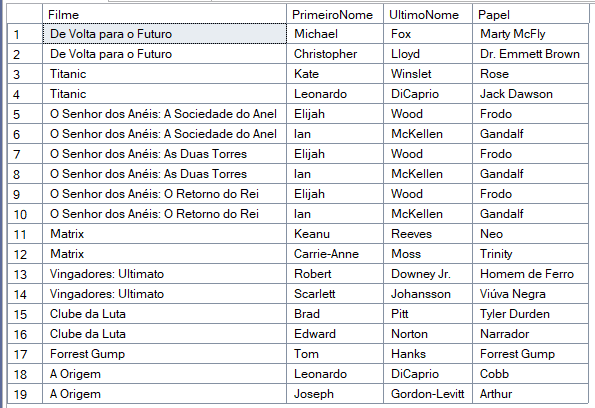 Filme PrimeiroNome UltimoNome Papel
1 De Volta para o Futuro Michael Fox Marty McFly
2 De Volta para o Futuro Christopher Lloyd Dr. Emmett Brown
3 Titanic Kate Winslet Rose
4 Titanic Leonardo DiCaprio Jack Dawson
5 O Senhor dos Anéis: A Sociedade do Anel Elijah Wood Frodo
6 O Senhor dos Anéis: A Sociedade do Anel Ian McKellen Gandalf
7 O Senhor dos Anéis: As Duas Torres Elijah Wood Frodo
8 O Senhor dos Anéis: As Duas Torres Ian McKellen Gandalf
9 O Senhor dos Anéis: O Retorno do Rei Elijah Wood Frodo
10 O Senhor dos Anéis: O Retorno do Rei Ian McKellen Gandalf
11 Matrix Keanu Reeves Neo
12 Matrix Carrie-Anne Moss Trinity
13 Vingadores: Ultimato Robert Downey Jr. Homem de Ferro
14 Vingadores: Ultimato Scarlett Johansson Viúva Negra
15 Clube da Luta Brad Pitt Tyler Durden
16 Clube da Luta Edward Norton Narrador
17 Forrest Gump Tom Hanks Forrest Gump
18 A Origem Leonardo DiCaprio Cobb
19 A Origem Joseph Gordon-Levitt Arthur